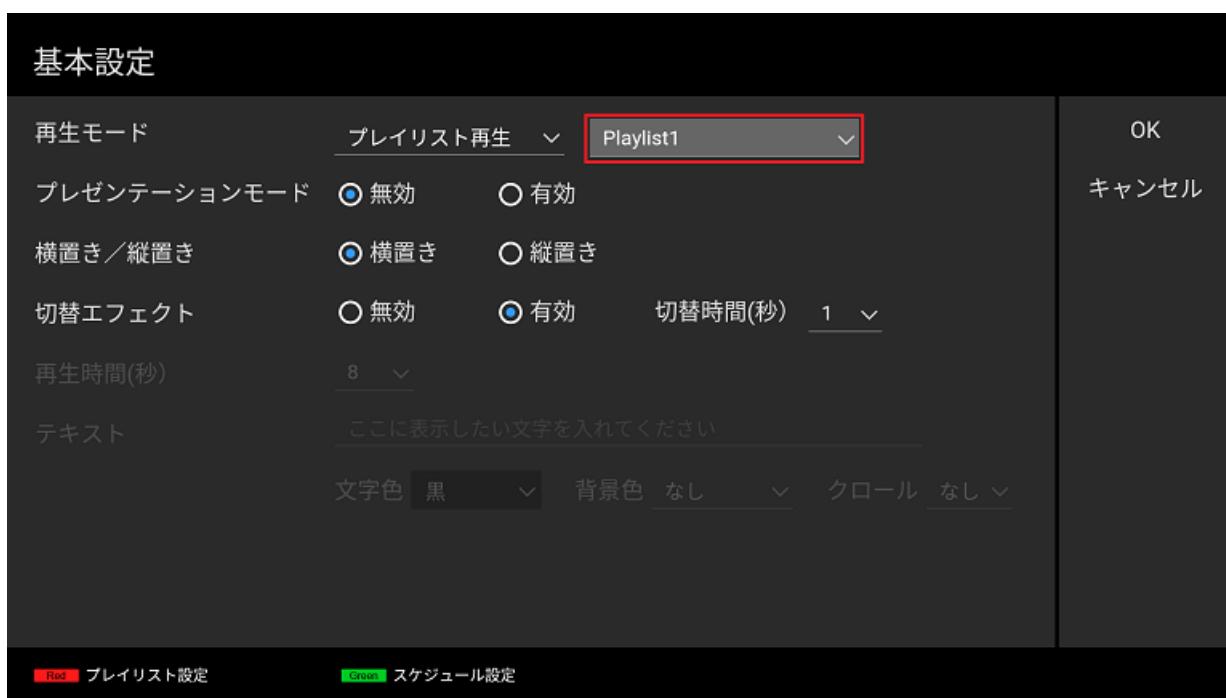 基本設定
再生モード プレイリスト再生 Playlist1 OK
プレゼンテーションモード 無効 有効 キャンセル
横置き／縦置き 横置き 縦置き
切替エフェクト 無効 有効 切替時間(秒) 1
再生時間(秒) 8
テキスト ここに表示したい文字を入れてください
文字色 黒 背景色 なし クロール なし
Red プレイリスト設定 Green スケジュール設定